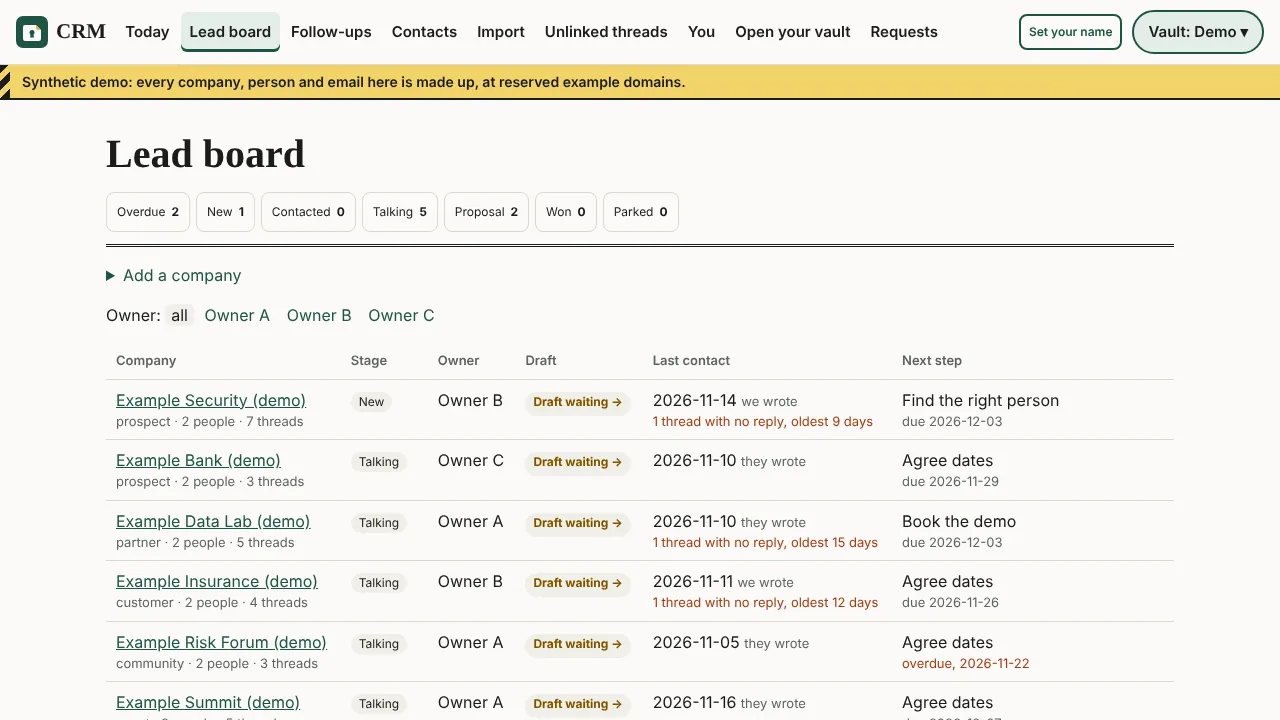 CRM Today Lead board Follow-ups Contacts Import Unlinked threads You Open your vault Requests Set your name Vault: Demo ▾
Synthetic demo: every company, person and email here is made up, at reserved example domains.
Lead board
Overdue 2 New 1 Contacted 0 Talking 5 Proposal 2 Won 0 Parked 0
▶ Add a company
Owner: all Owner A Owner B Owner C
Company Stage Owner Draft Last contact Next step
Example Security (demo) New Owner B Draft waiting → 2026-11-14 we wrote Find the right person
prospect · 2 people · 7 threads 1 thread with no reply, oldest 9 days due 2026-12-03
Example Bank (demo) Talking Owner C Draft waiting → 2026-11-10 they wrote Agree dates
prospect · 2 people · 3 threads due 2026-11-29
Example Data Lab (demo) Talking Owner A Draft waiting → 2026-11-10 they wrote Book the demo
partner · 2 people · 5 threads 1 thread with no reply, oldest 15 days due 2026-12-03
Example Insurance (demo) Talking Owner B Draft waiting → 2026-11-11 we wrote Agree dates
customer · 2 people · 4 threads 1 thread with no reply, oldest 12 days due 2026-11-26
Example Risk Forum (demo) Talking Owner A Draft waiting → 2026-11-05 they wrote Agree dates
community · 2 people · 3 threads overdue, 2026-11-22
Example Summit (demo) Talking Owner A Draft waiting → 2026-11-16 they wrote Agree dates